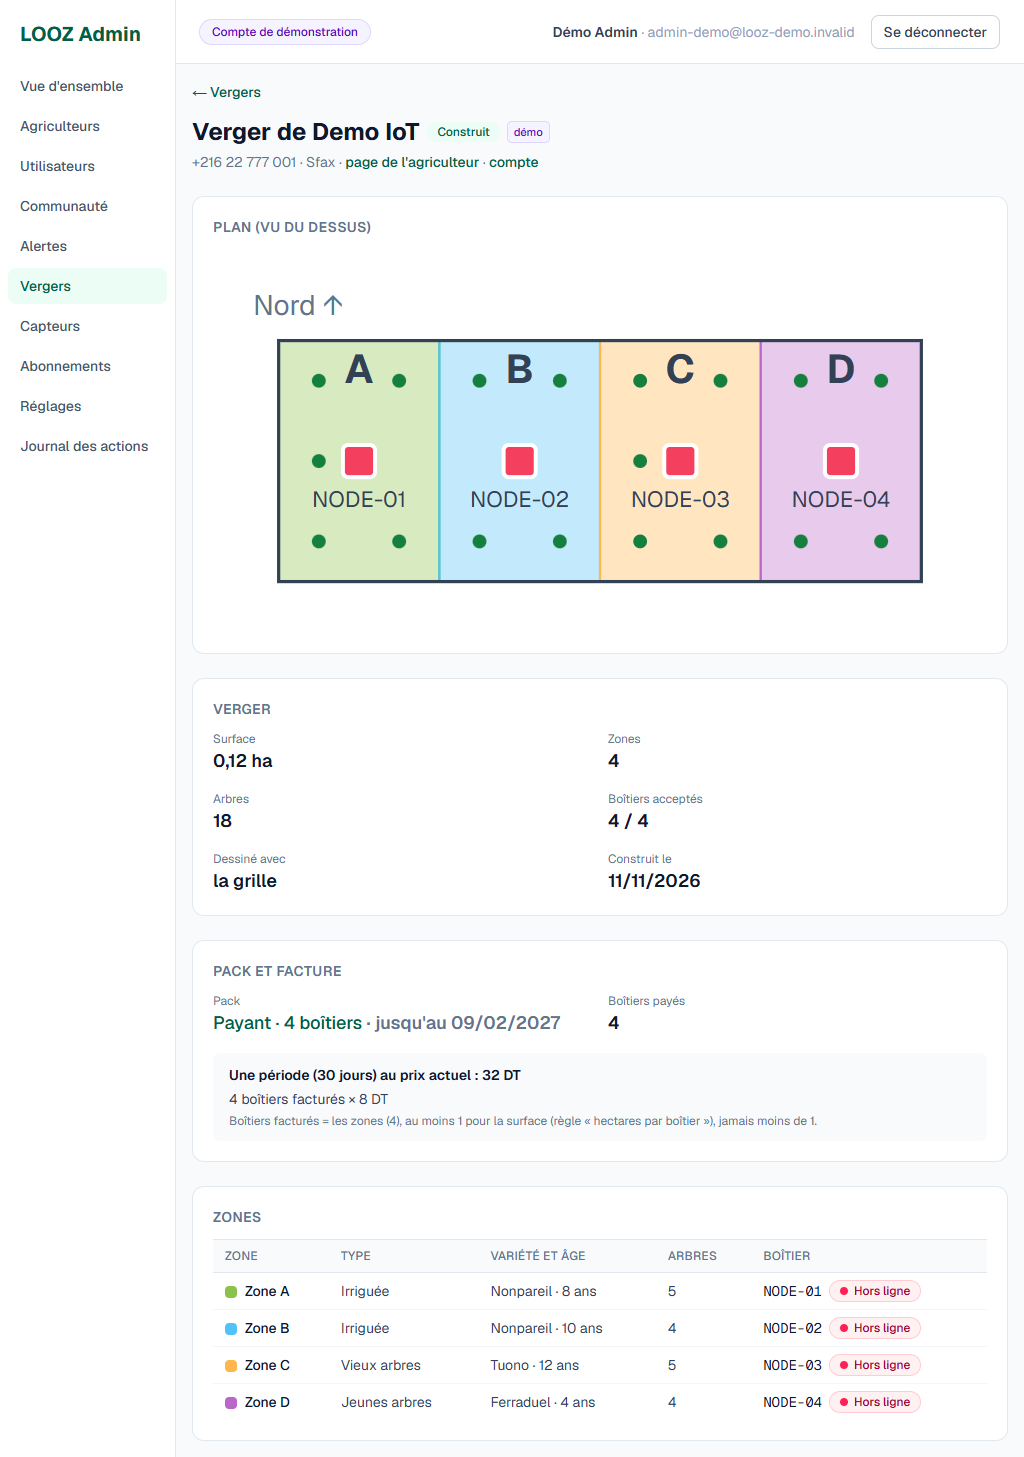 LOOZ Admin
Compte de démonstration
Démo Admin · admin-demo@looz-demo.invalid
Se déconnecter
Vue d'ensemble
Agriculteurs
Utilisateurs
Communauté
Alertes
Vergers
Capteurs
Abonnements
Réglages
Journal des actions
← Vergers
Verger de Demo IoT Construit démo
+216 22 777 001 · Sfax · page de l'agriculteur · compte
PLAN (VU DU DESSUS)
Nord ↑
A B C D
NODE-01 NODE-02 NODE-03 NODE-04
VERGER
Surface Zones
0,12 ha 4
Arbres Boîtiers acceptés
18 4 / 4
Dessiné avec Construit le
la grille 11/11/2026
PACK ET FACTURE
Pack Boîtiers payés
Payant · 4 boîtiers · jusqu'au 09/02/2027 4
Une période (30 jours) au prix actuel : 32 DT
4 boîtiers facturés × 8 DT
Boîtiers facturés = les zones (4), au moins 1 pour la surface (règle « hectares par boîtier »), jamais moins de 1.
ZONES
ZONE TYPE VARIÉTÉ ET ÂGE ARBRES BOÎTIER
Zone A Irriguée Nonpareil · 8 ans 5 NODE-01 Hors ligne
Zone B Irriguée Nonpareil · 10 ans 4 NODE-02 Hors ligne
Zone C Vieux arbres Tuono · 12 ans 5 NODE-03 Hors ligne
Zone D Jeunes arbres Ferraduel · 4 ans 4 NODE-04 Hors ligne